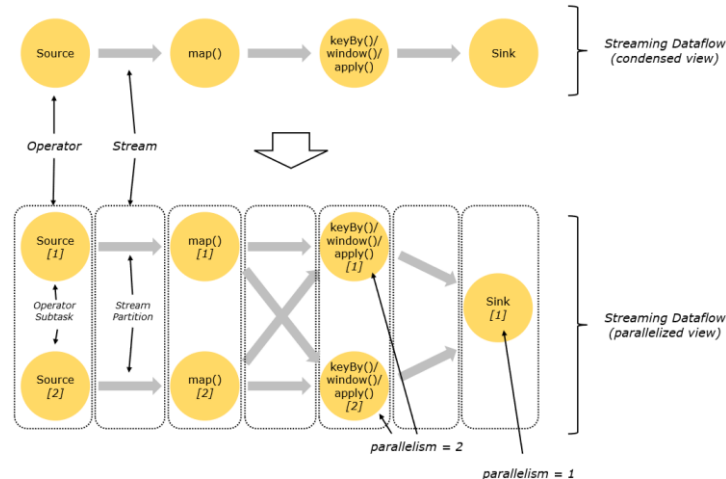 Source
map()
keyBy()/
window()/
apply()
Sink
Streaming Dataflow
(condensed view)
Operator
Stream
Source
[1]
map()
[1]
keyBy()/
window()/
apply()
[1]
Operator
Subtask
Stream
Partition
Sink
[1]
Streaming Dataflow
(parallelized view)
Source
[2]
map()
[2]
keyBy()/
window()/
apply()
[2]
parallelism = 2
parallelism = 1